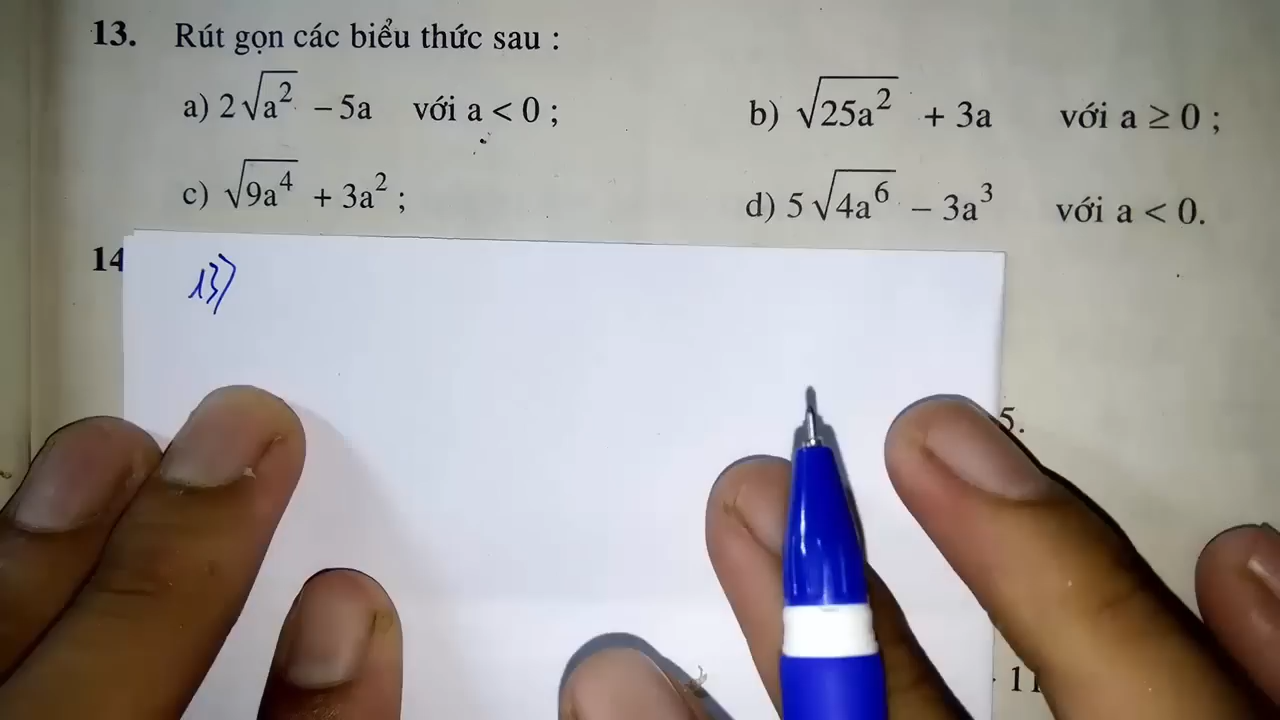 13. Rút gọn các biểu thức sau :
a) 2√a² – 5a với a < 0 ; b) √25a² + 3a với a ≥ 0 ;
c) √9a⁴ + 3a² ; d) 5√4a⁶ – 3a³ với a < 0.
14
13)
5.
11